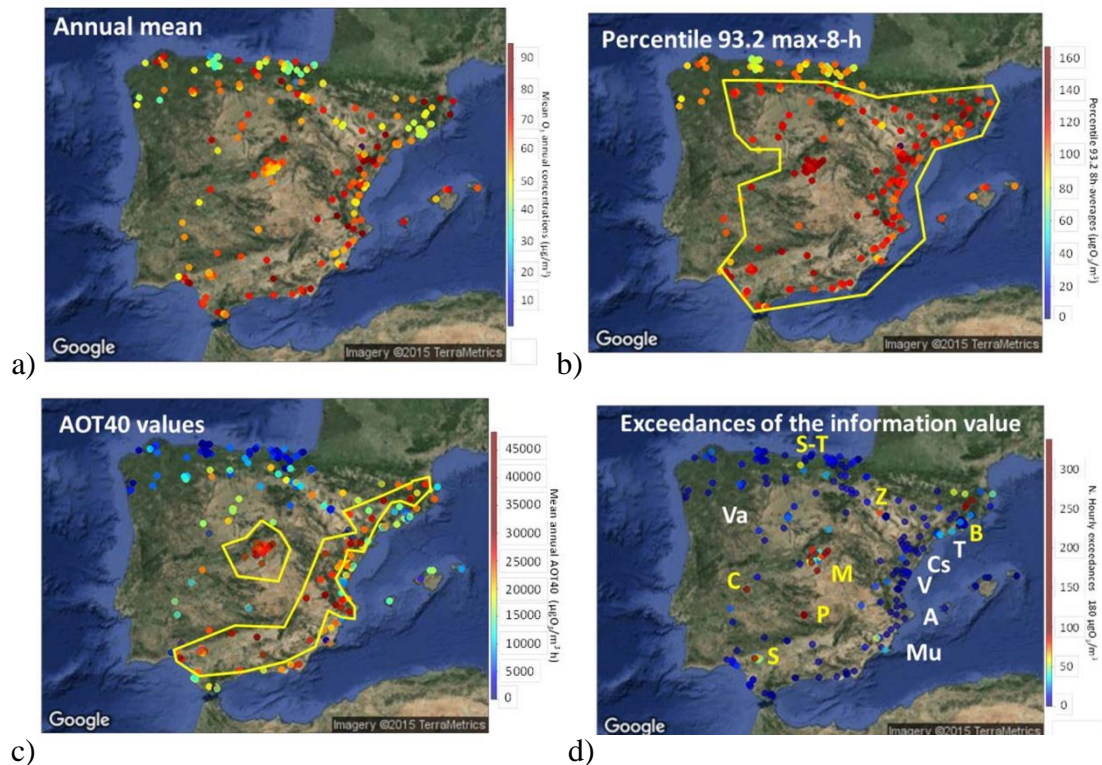 Annual mean
90
80
70
60
50
40
30
20
10
Mean O₃ annual concentrations (µg/m³)
Google
Imagery ©2015 TerraMetrics
a)
Percentile 93.2 max-8-h
160
140
120
100
80
60
40
20
0
Percentile 93.2 8h-averages (µgO₃/m³)
Google
Imagery ©2015 TerraMetrics
b)
AOT40 values
45000
40000
35000
30000
25000
20000
15000
10000
5000
0
Mean annual AOT40 (µgO₃/m³ h)
Google
c)
Exceedances of the information value
S-T
Va
Z
B
T
Cs
C
M
V
P
A
S
Mu
300
250
200
150
100
50
0
N. Hourly exceedances 180 µgO₃/m³
Google
Imagery ©2015 TerraMetrics
d)